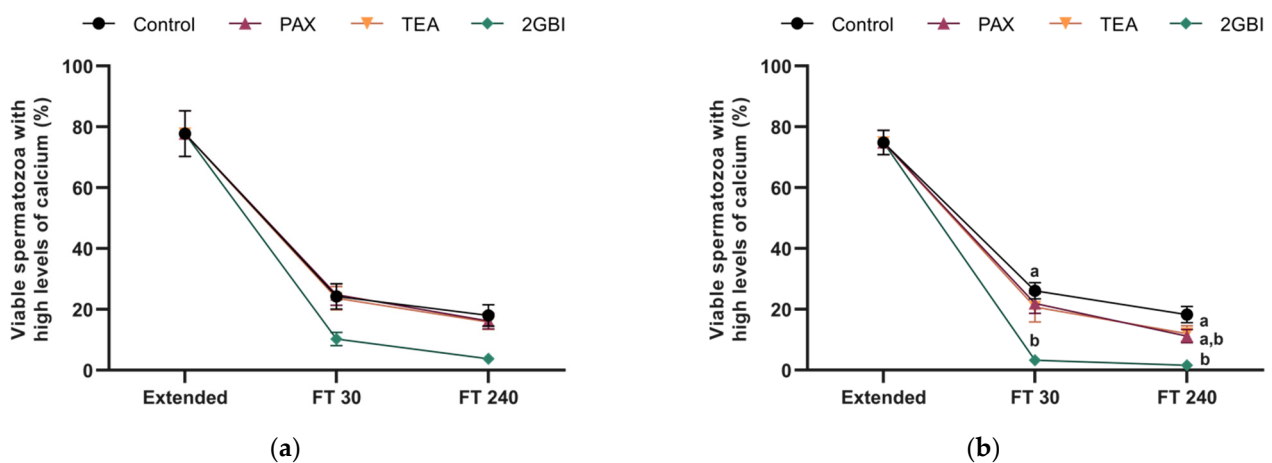 Control PAX TEA 2GBI
Viable spermatozoa with
high levels of calcium (%)
100
80
60
40
20
0
Extended FT 30 FT 240
(a)
Control PAX TEA 2GBI
Viable spermatozoa with
high levels of calcium (%)
100
80
60
40
20
0
a
b
a
a,b
b
Extended FT 30 FT 240
(b)